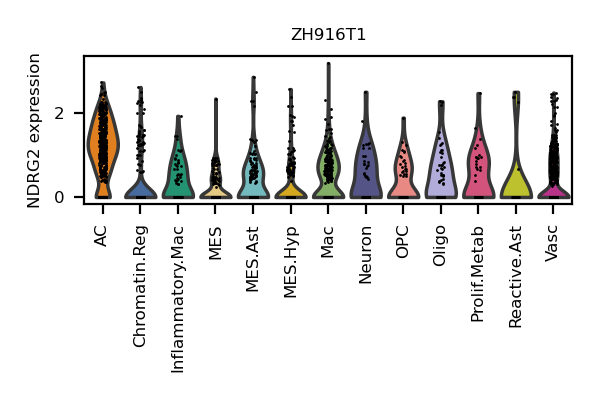 ZH916T1
NDRG2 expression
2
0
AC
Chromatin.Reg
Inflammatory.Mac
MES
MES.Ast
MES.Hyp
Mac
Neuron
OPC
Oligo
Prolif.Metab
Reactive.Ast
Vasc